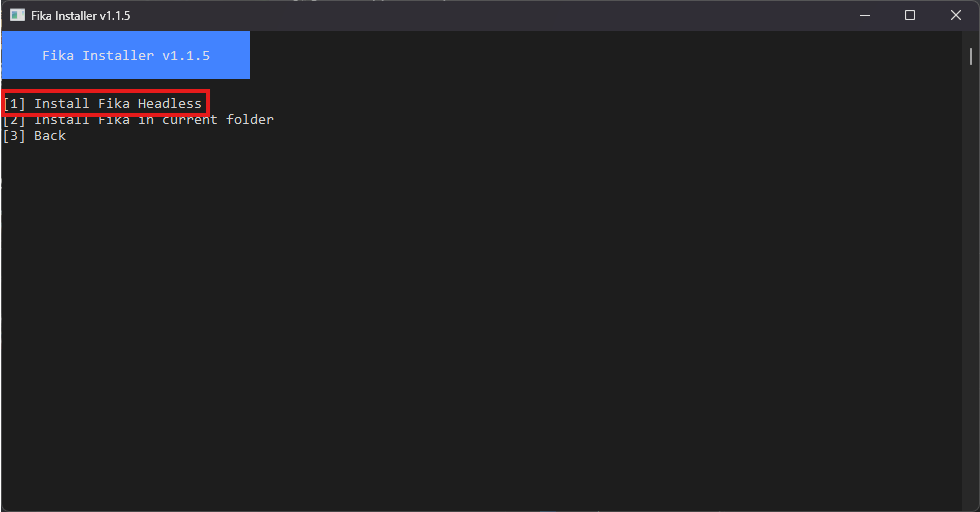 Fika Installer v1.1.5
Fika Installer v1.1.5
[1] Install Fika Headless
[2] Install Fika in current folder
[3] Back